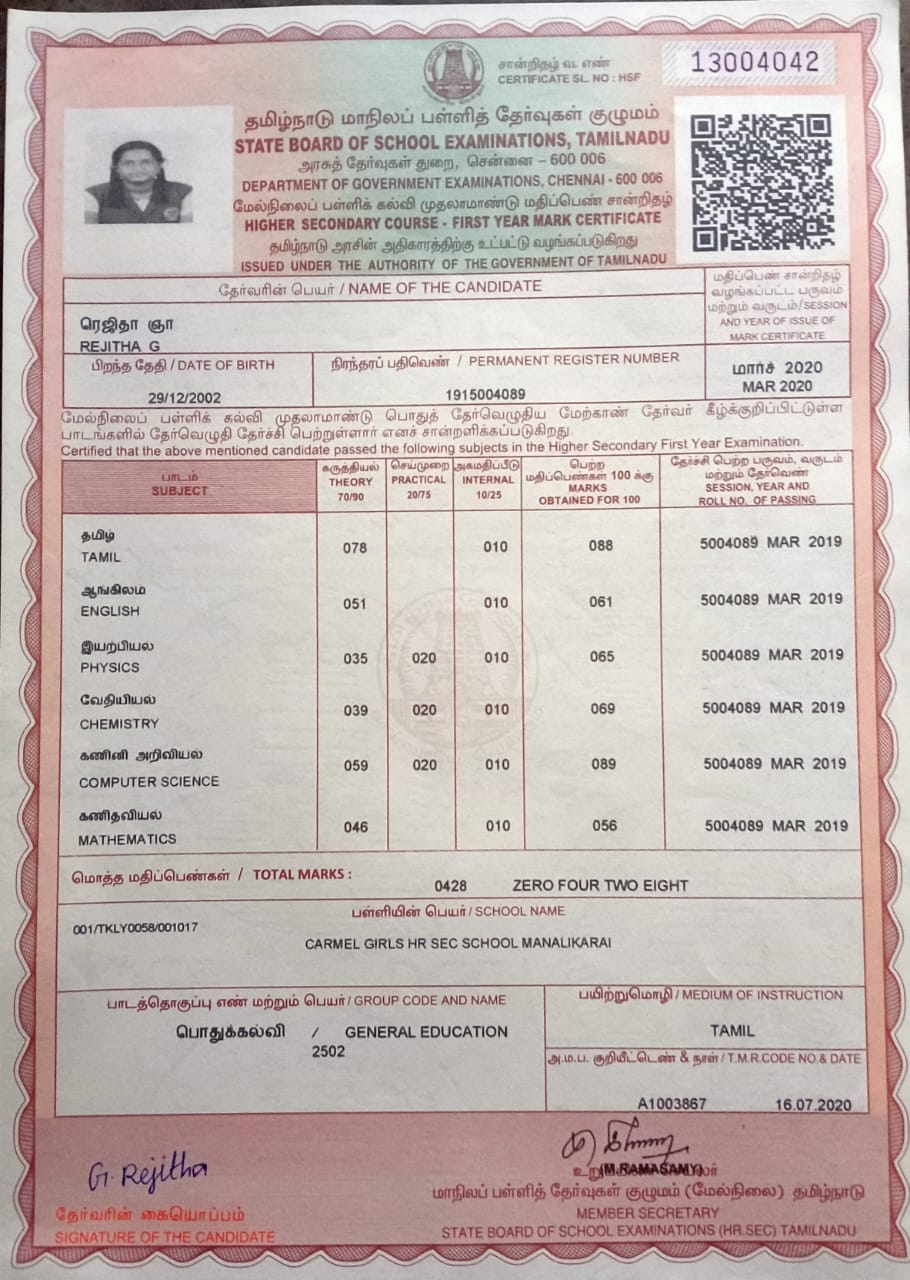 சான்றிதழ் வ. எண்
CERTIFICATE SL. NO : HSF
13004042
தமிழ்நாடு மாநிலப் பள்ளித் தேர்வுகள் குழுமம்
STATE BOARD OF SCHOOL EXAMINATIONS, TAMILNADU
அரசுத் தேர்வுகள் துறை, சென்னை – 600 006
DEPARTMENT OF GOVERNMENT EXAMINATIONS, CHENNAI - 600 006
மேல்நிலைப் பள்ளிக் கல்வி முதலாமாண்டு மதிப்பெண் சான்றிதழ்
HIGHER SECONDARY COURSE - FIRST YEAR MARK CERTIFICATE
தமிழ்நாடு அரசின் அதிகாரத்திற்கு உட்பட்டு வழங்கப்படுகிறது
ISSUED UNDER THE AUTHORITY OF THE GOVERNMENT OF TAMILNADU
தேர்வரின் பெயர் / NAME OF THE CANDIDATE
ரெஜிதா ஞா
REJITHA G
மதிப்பெண் சான்றிதழ்
வழங்கப்பட்ட பருவம்
மற்றும் வருடம்/SESSION
AND YEAR OF ISSUE OF
MARK CERTIFICATE
மார்ச் 2020
MAR 2020
பிறந்த தேதி / DATE OF BIRTH
29/12/2002
நிரந்தரப் பதிவெண் / PERMANENT REGISTER NUMBER
1915004089
மேல்நிலைப் பள்ளிக் கல்வி முதலாமாண்டு பொதுத் தேர்வெழுதிய மேற்காண் தேர்வர் கீழ்க்குறிப்பிட்டுள்ள
பாடங்களில் தேர்வெழுதி தேர்ச்சி பெற்றுள்ளார் எனச் சான்றளிக்கப்படுகிறது.
Certified that the above mentioned candidate passed the following subjects in the Higher Secondary First Year Examination.
பாடம்
SUBJECT
கருத்தியல்
THEORY
70/90
செய்முறை
PRACTICAL
20/75
அகமதிப்பீடு
INTERNAL
10/25
பெற்ற
மதிப்பெண்கள் 100 க்கு
MARKS
OBTAINED FOR 100
தேர்ச்சி பெற்ற பருவம், வருடம்
மற்றும் தேர்வெண்
SESSION, YEAR AND
ROLL NO. OF PASSING
தமிழ்
TAMIL 078 010 088 5004089 MAR 2019
ஆங்கிலம்
ENGLISH 051 010 061 5004089 MAR 2019
இயற்பியல்
PHYSICS 035 020 010 065 5004089 MAR 2019
வேதியியல்
CHEMISTRY 039 020 010 069 5004089 MAR 2019
கணினி அறிவியல்
COMPUTER SCIENCE 059 020 010 089 5004089 MAR 2019
கணிதவியல்
MATHEMATICS 046 010 056 5004089 MAR 2019
மொத்த மதிப்பெண்கள் / TOTAL MARKS :
0428 ZERO FOUR TWO EIGHT
பள்ளியின் பெயர் / SCHOOL NAME
001/TKLY0058/001017
CARMEL GIRLS HR SEC SCHOOL MANALIKARAI
பாடத்தொகுப்பு எண் மற்றும் பெயர் / GROUP CODE AND NAME
பொதுக்கல்வி / GENERAL EDUCATION
2502
பயிற்றுமொழி / MEDIUM OF INSTRUCTION
TAMIL
அ.ம.ப. குறியீட்டெண் & நாள் / T.M.R.CODE NO.& DATE
A1003867 16.07.2020
G. Rejitha
தேர்வரின் கையொப்பம்
SIGNATURE OF THE CANDIDATE
(M.RAMASAMY)
மாநிலப் பள்ளித் தேர்வுகள் குழுமம் (மேல்நிலை) தமிழ்நாடு
MEMBER SECRETARY
STATE BOARD OF SCHOOL EXAMINATIONS (HR.SEC) TAMILNADU